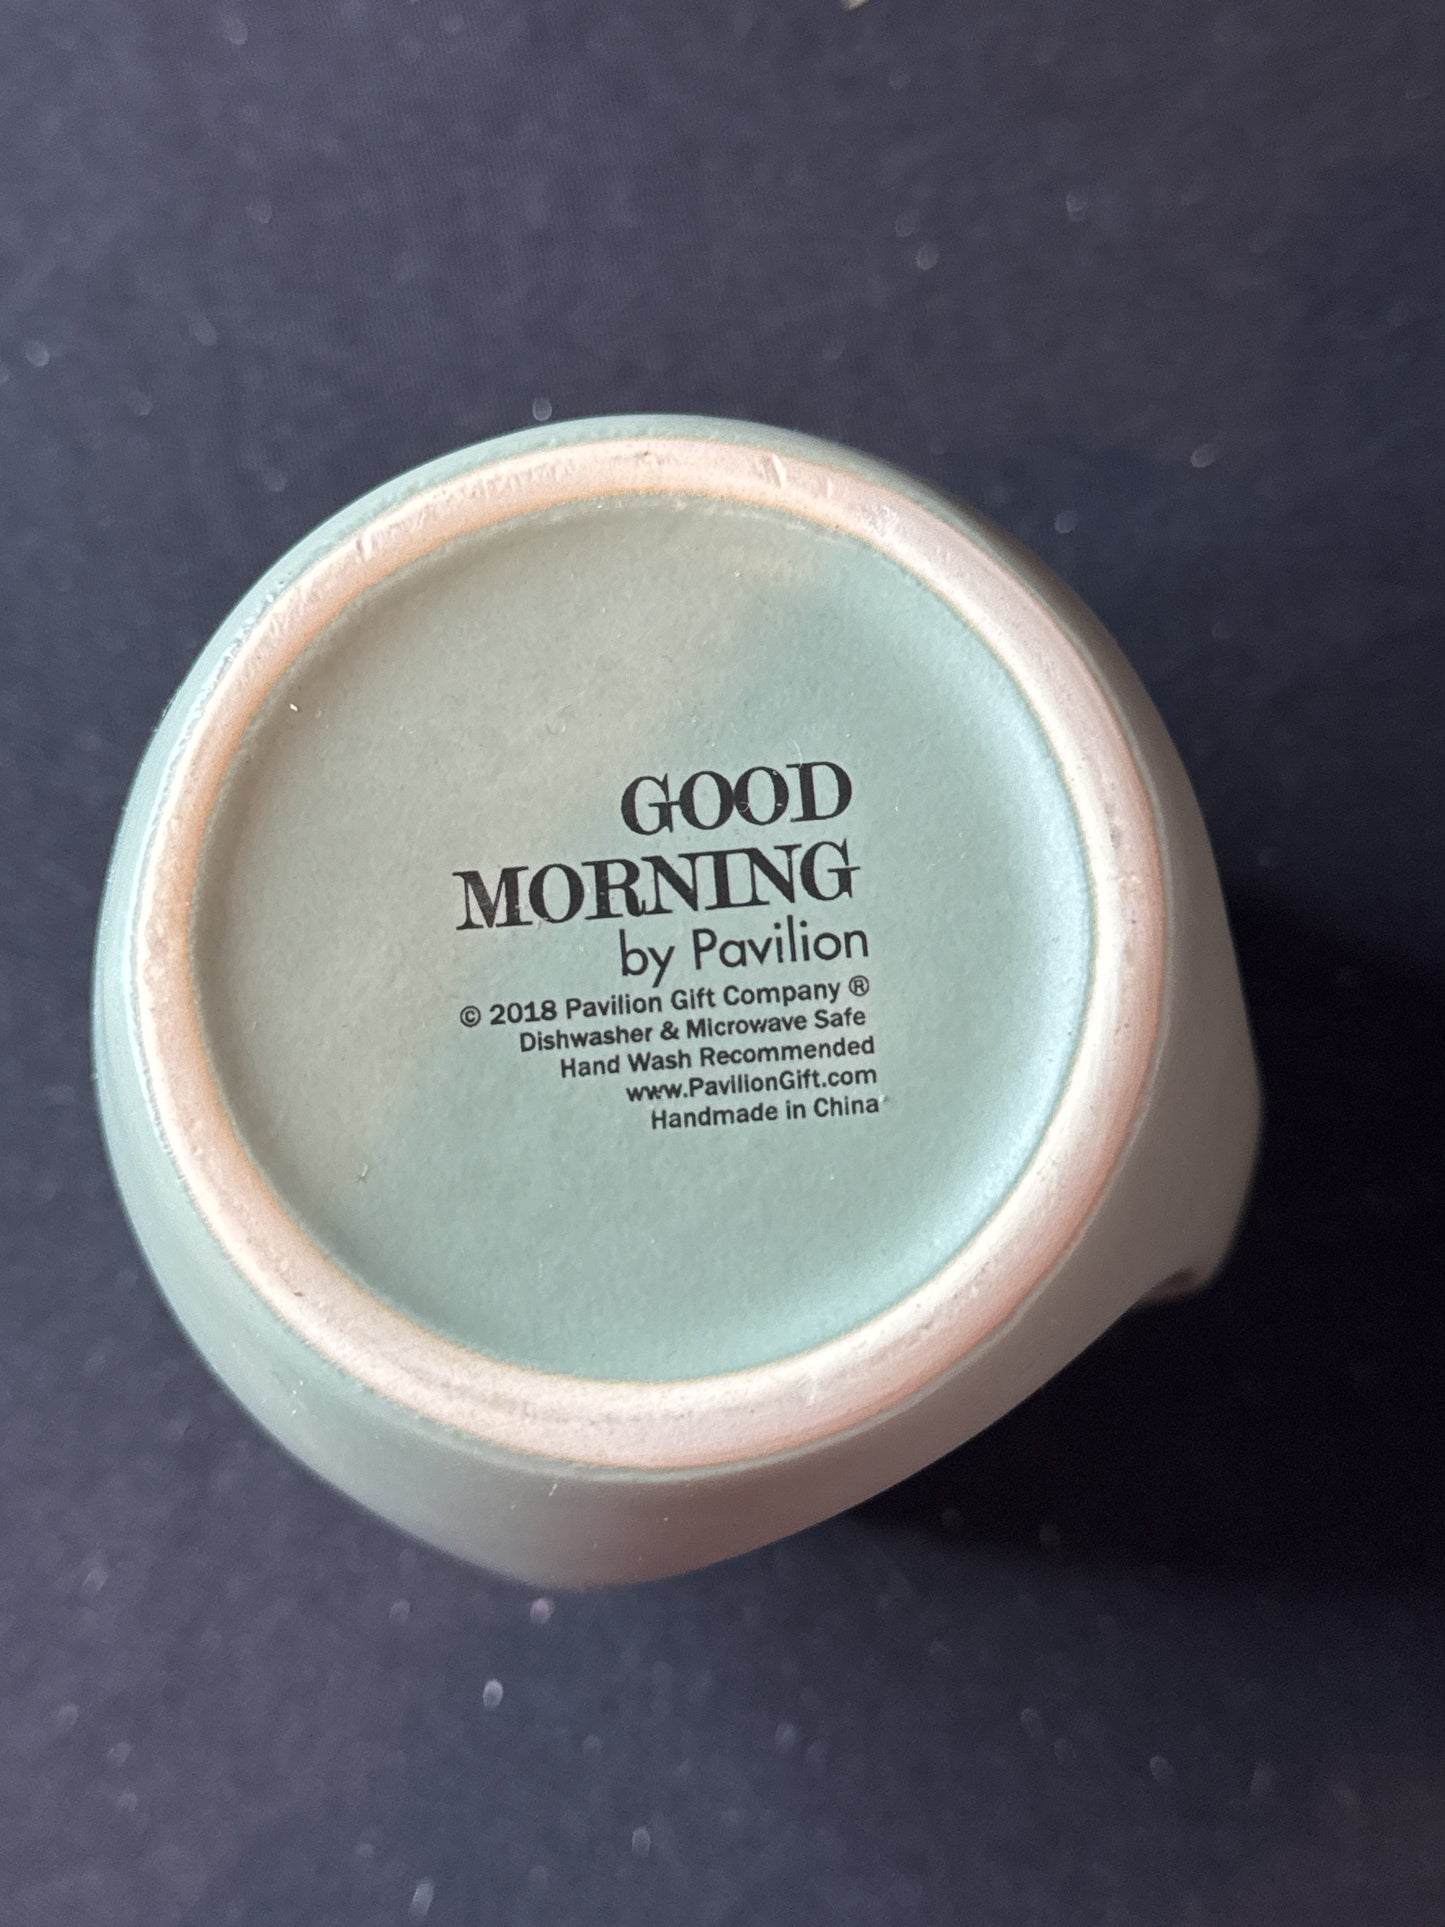 GOOD
MORNING
by Pavilion
© 2018 Pavilion Gift Company ®
Dishwasher & Microwave Safe
Hand Wash Recommended
www.PavilionGift.com
Handmade in China